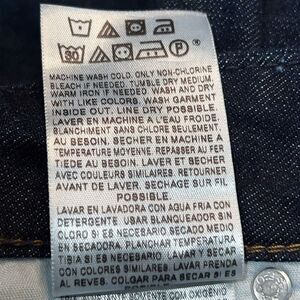 30
P
®
MACHINE WASH COLD. ONLY NON-CHLORINE
BLEACH IF NEEDED. TUMBLE DRY MEDIUM.
WARM IRON IF NEEDED. WASH AND DRY
WITH LIKE COLORS. WASH GARMENT
INSIDE OUT. LINE DRY POSSIBLE.
LAVER EN MACHINE A L'EAU FROIDE.
BLANCHIMENT SANS CHLORE SEULEMENT,
AU BESOIN. SECHER EN MACHINE A
TEMPERATURE MOYENNE. REPASSAGE AU FER
TIEDE AU BESOIN. LAVER ET SECHER
AVEC COULEURS SIMILAIRES. RETOURNER
AVANT DE LAVER. SECHAGE SUR FIL
POSSIBLE.
LAVAR EN LAVADORA CON AGUA FRIA CON
DETERGENTE. USAR BLANQUEADOR SIN
CLORO SI ES NECESARIO. SECADO MEDIO
EN SECADORA. PLANCHAR TEMPERATURA
TIBIA SI ES NECESARIO. LAVAR Y SECAR
CON COLORES SIMILARES. LAVAR PRENDA
AL REVES. COLGAR PARA SECAR SI ES
SOMENTE COM OXIGÊNIO